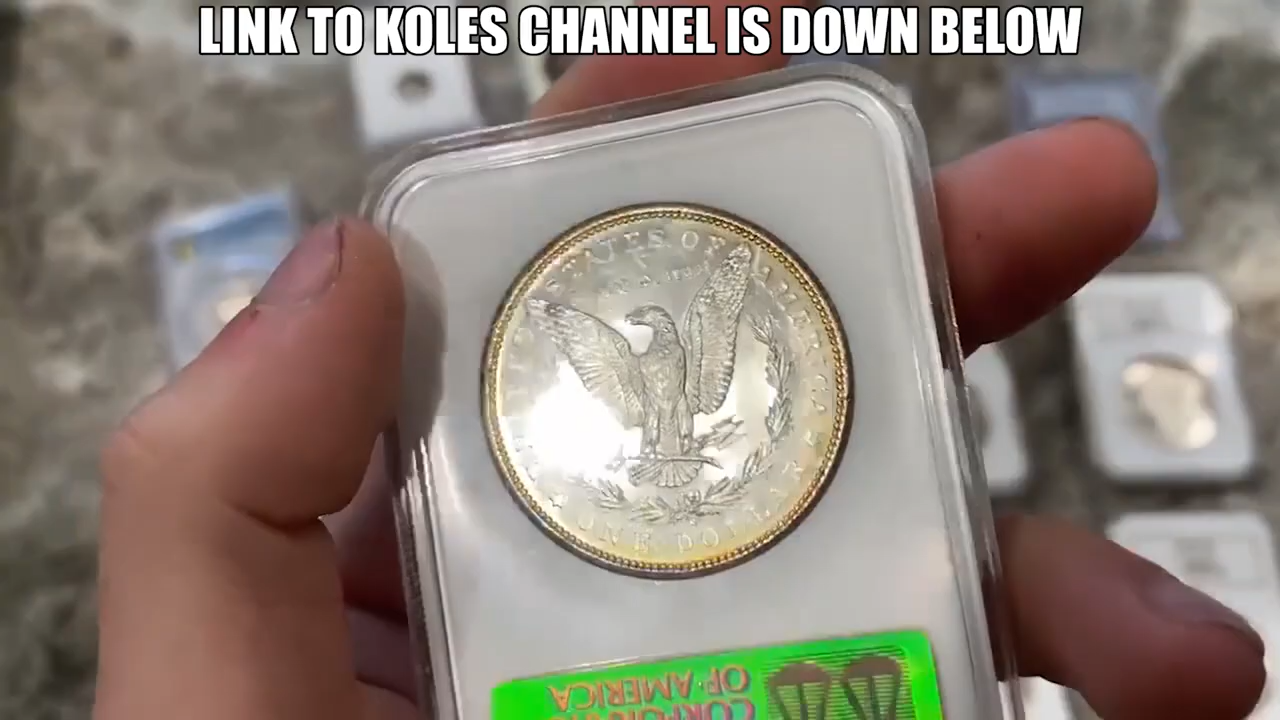 LINK TO KOLES CHANNEL IS DOWN BELOW
STATES OF AMERICA
ONE DOLLAR
OF AMERICA